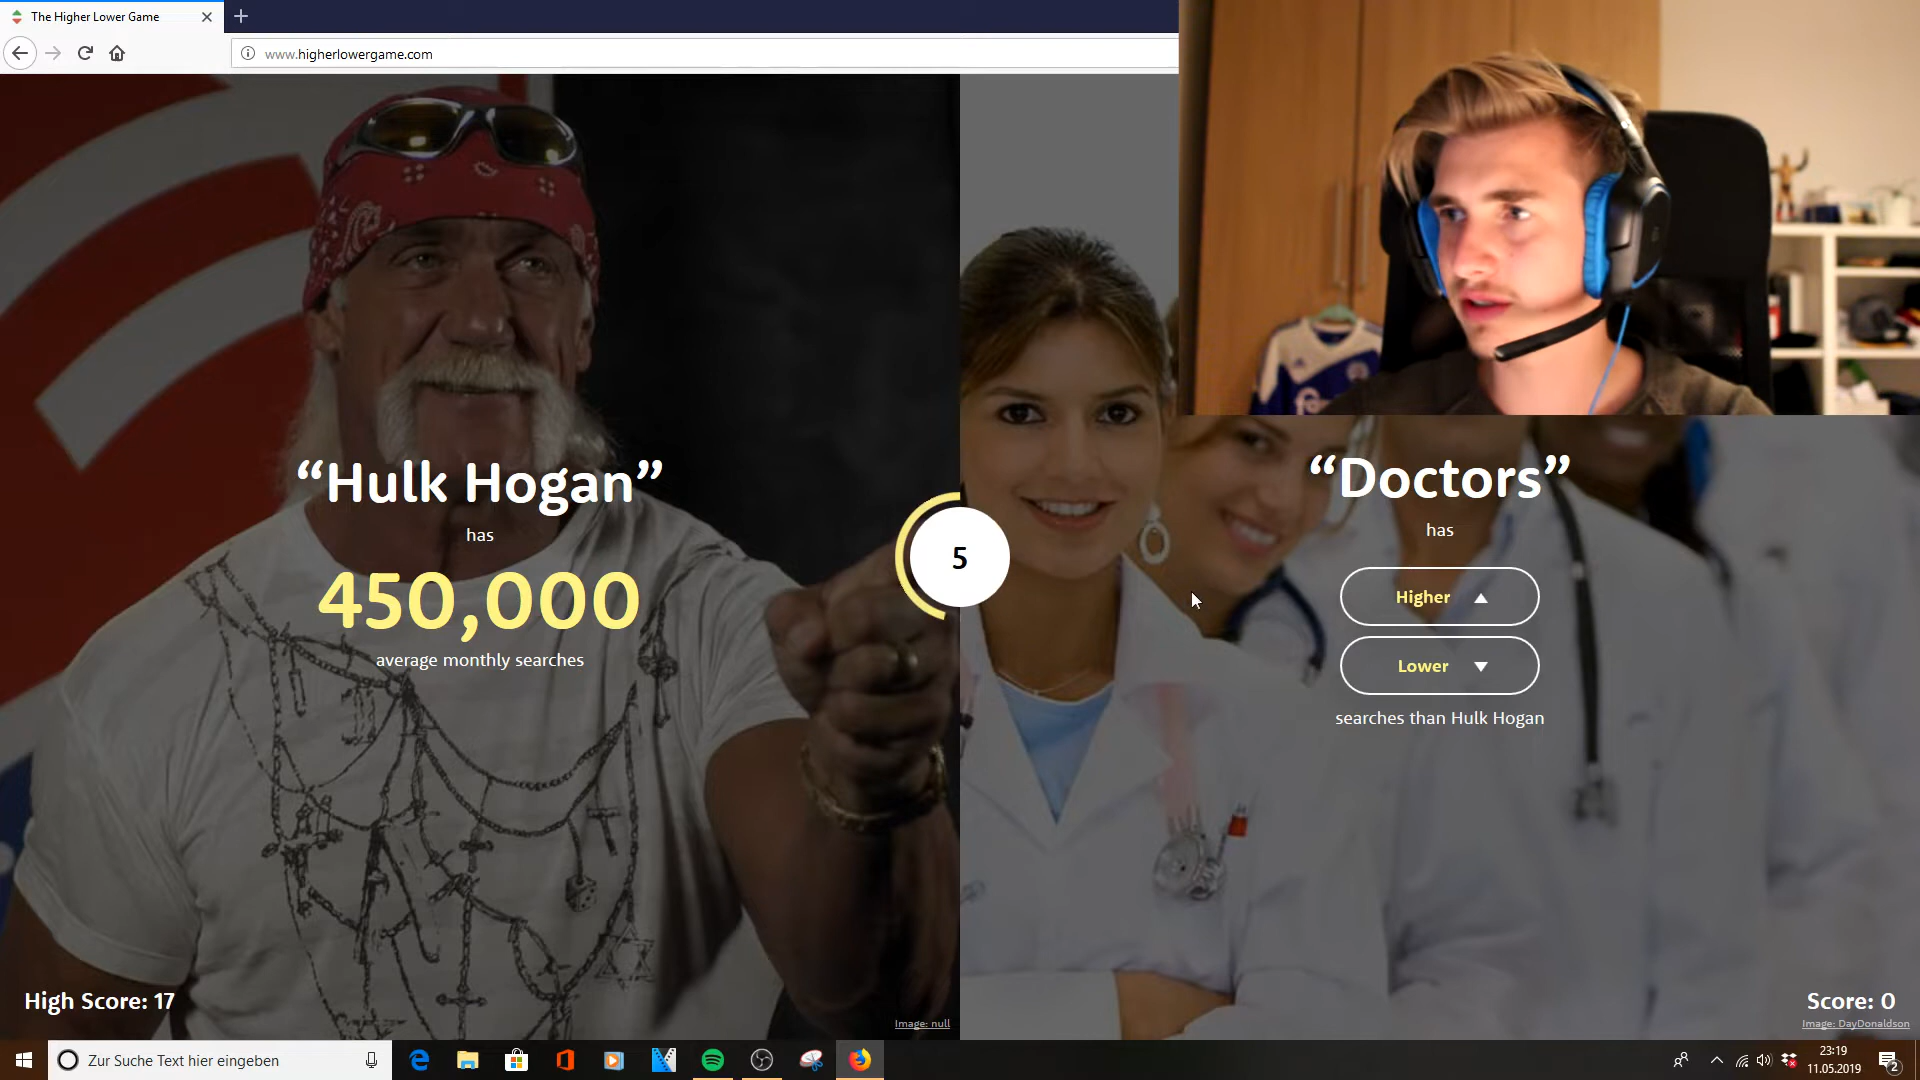 The Higher Lower Game
www.higherlowergame.com
“Hulk Hogan”
has
450,000
average monthly searches
5
“Doctors”
has
Higher
Lower
searches than Hulk Hogan
High Score: 17
Image: null
Score: 0
Image: DayDonaldson
Zur Suche Text hier eingeben
23:19
11.05.2019
2